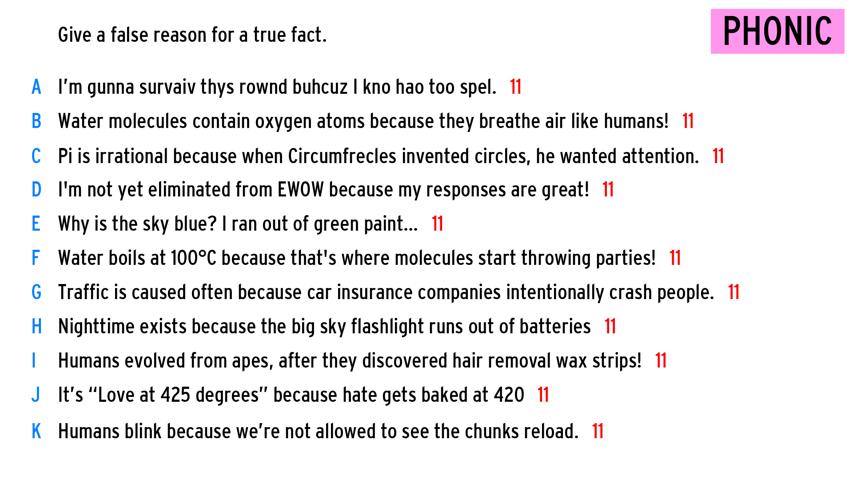 Give a false reason for a true fact.
PHONIC
A I'm gunna survaiv thys rownd buhcuz I kno hao too spel. 11
B Water molecules contain oxygen atoms because they breathe air like humans! 11
C Pi is irrational because when Circumfrecles invented circles, he wanted attention. 11
D I'm not yet eliminated from EWOW because my responses are great! 11
E Why is the sky blue? I ran out of green paint... 11
F Water boils at 100°C because that's where molecules start throwing parties! 11
G Traffic is caused often because car insurance companies intentionally crash people. 11
H Nighttime exists because the big sky flashlight runs out of batteries 11
I Humans evolved from apes, after they discovered hair removal wax strips! 11
J It's “Love at 425 degrees” because hate gets baked at 420 11
K Humans blink because we're not allowed to see the chunks reload. 11